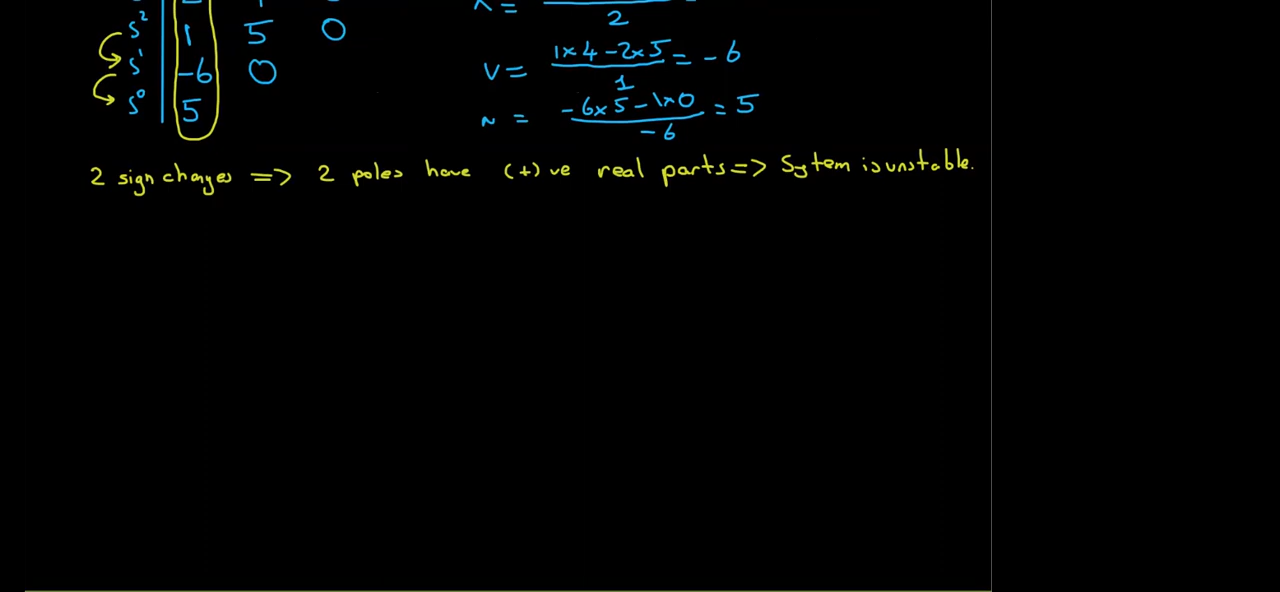 s² 1 5 0
s¹ -6 0
s⁰ 5
2
v = (1×4-2×5)/1 = -6
~ = (-6×5-1×0)/-6 = 5
2 sign changes => 2 poles have (+)ve real parts => System is unstable.